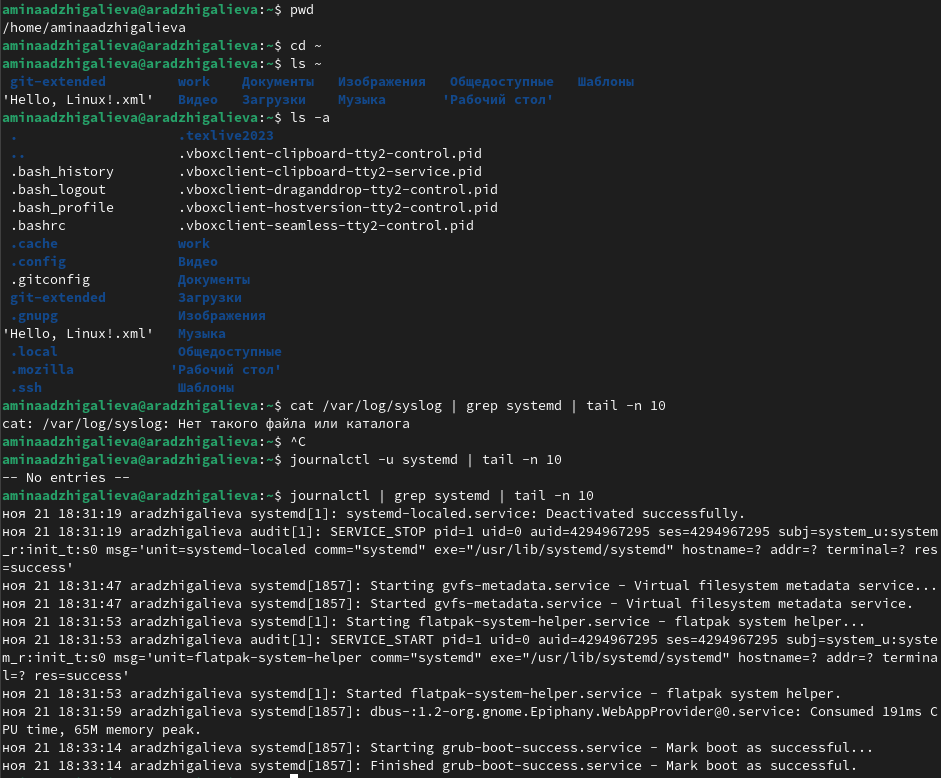 aminaadzhigalieva@aradzhigalieva:~$ pwd
/home/aminaadzhigalieva
aminaadzhigalieva@aradzhigalieva:~$ cd ~
aminaadzhigalieva@aradzhigalieva:~$ ls ~
 git-extended         work    Документы   Изображения   Общедоступные   Шаблоны
'Hello, Linux!.xml'   Видео   Загрузки    Музыка       'Рабочий стол'
aminaadzhigalieva@aradzhigalieva:~$ ls -a
 .                    .texlive2023
 ..                   .vboxclient-clipboard-tty2-control.pid
 .bash_history        .vboxclient-clipboard-tty2-service.pid
 .bash_logout         .vboxclient-draganddrop-tty2-control.pid
 .bash_profile        .vboxclient-hostversion-tty2-control.pid
 .bashrc              .vboxclient-seamless-tty2-control.pid
 .cache               work
 .config              Видео
 .gitconfig           Документы
 git-extended         Загрузки
 .gnupg               Изображения
'Hello, Linux!.xml'   Музыка
 .local               Общедоступные
 .mozilla            'Рабочий стол'
 .ssh                 Шаблоны
aminaadzhigalieva@aradzhigalieva:~$ cat /var/log/syslog | grep systemd | tail -n 10
cat: /var/log/syslog: Нет такого файла или каталога
aminaadzhigalieva@aradzhigalieva:~$ ^C
aminaadzhigalieva@aradzhigalieva:~$ journalctl -u systemd | tail -n 10
-- No entries --
aminaadzhigalieva@aradzhigalieva:~$ journalctl | grep systemd | tail -n 10
ноя 21 18:31:19 aradzhigalieva systemd[1]: systemd-localed.service: Deactivated successfully.
ноя 21 18:31:19 aradzhigalieva audit[1]: SERVICE_STOP pid=1 uid=0 auid=4294967295 ses=4294967295 subj=system_u:system
_r:init_t:s0 msg='unit=systemd-localed comm="systemd" exe="/usr/lib/systemd/systemd" hostname=? addr=? terminal=? res
=success'
ноя 21 18:31:47 aradzhigalieva systemd[1857]: Starting gvfs-metadata.service - Virtual filesystem metadata service...
ноя 21 18:31:47 aradzhigalieva systemd[1857]: Started gvfs-metadata.service - Virtual filesystem metadata service.
ноя 21 18:31:53 aradzhigalieva systemd[1]: Starting flatpak-system-helper.service - flatpak system helper...
ноя 21 18:31:53 aradzhigalieva audit[1]: SERVICE_START pid=1 uid=0 auid=4294967295 ses=4294967295 subj=system_u:syste
m_r:init_t:s0 msg='unit=flatpak-system-helper comm="systemd" exe="/usr/lib/systemd/systemd" hostname=? addr=? termina
l=? res=success'
ноя 21 18:31:53 aradzhigalieva systemd[1]: Started flatpak-system-helper.service - flatpak system helper.
ноя 21 18:31:59 aradzhigalieva systemd[1857]: dbus-:1.2-org.gnome.Epiphany.WebAppProvider@0.service: Consumed 191ms C
PU time, 65M memory peak.
ноя 21 18:33:14 aradzhigalieva systemd[1857]: Starting grub-boot-success.service - Mark boot as successful...
ноя 21 18:33:14 aradzhigalieva systemd[1857]: Finished grub-boot-success.service - Mark boot as successful.